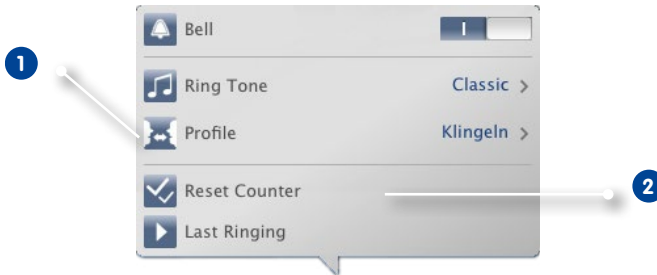 Bell
1
Ring Tone Classic
Profile Klingeln
Reset Counter
2
Last Ringing